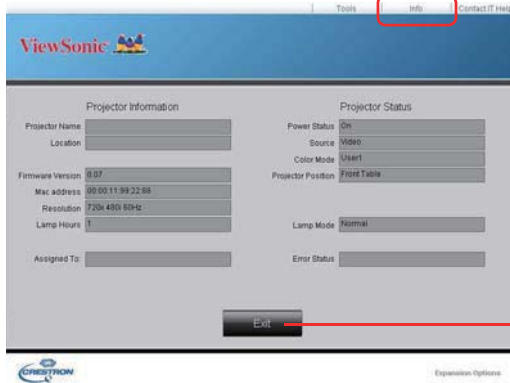 Tools Info Contact IT Help
ViewSonic
Projector Information
Projector Name
Location
Firmware Version 0.07
Mac address 00:00:11:99:22:88
Resolution 720x 480i 60Hz
Lamp Hours 1
Assigned To:
Projector Status
Power Status On
Source Video
Color Mode User1
Projector Position Front Table
Lamp Mode Normal
Error Status
Exit
CRESTRON
Expansion Options